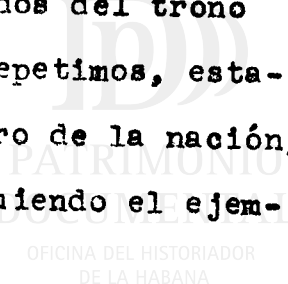 dos del trono
epetimos, esta-
ro de la nación,
uiendo el ejem-
PATRIMONIO
DOCUMENTAL
OFICINA DEL HISTORIADOR
DE LA HABANA